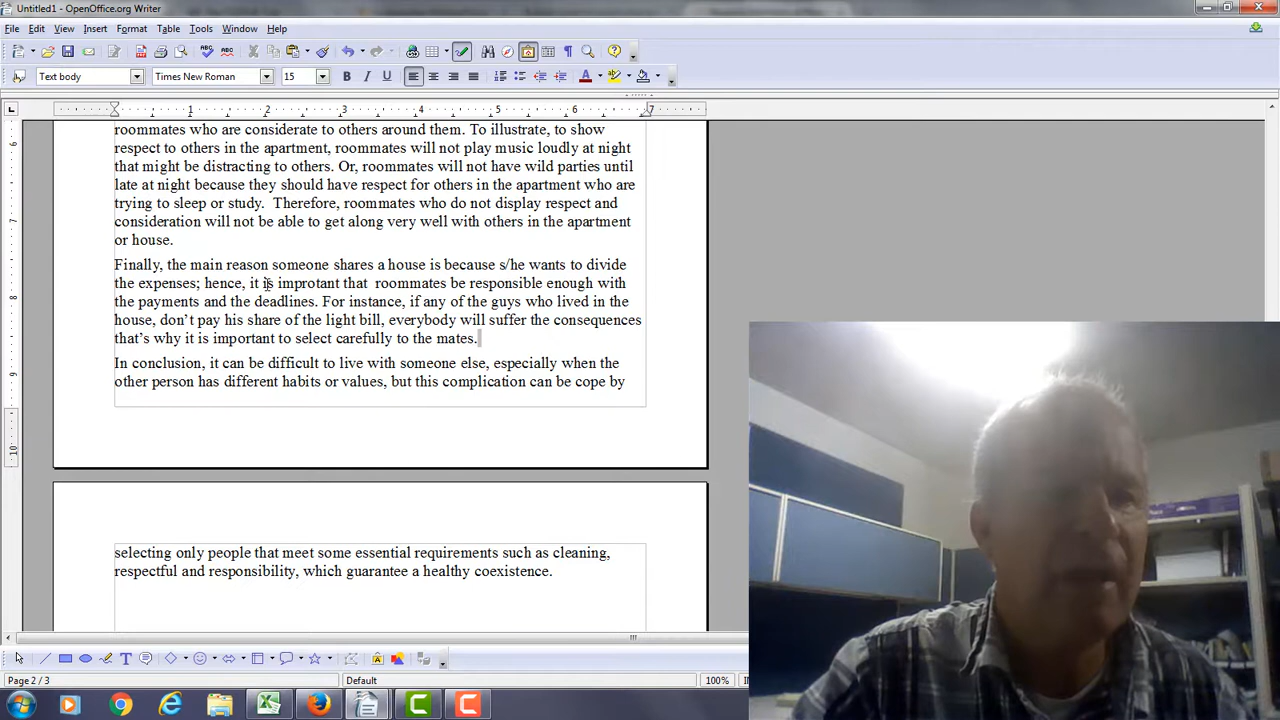 Untitled1 - OpenOffice.org Writer
File Edit View Insert Format Table Tools Window Help
Text body Times New Roman 15
1 2 3 4 5 6 7
roommates who are considerate to others around them. To illustrate, to show
respect to others in the apartment, roommates will not play music loudly at night
that might be distracting to others. Or, roommates will not have wild parties until
late at night because they should have respect for others in the apartment who are
trying to sleep or study.  Therefore, roommates who do not display respect and
consideration will not be able to get along very well with others in the apartment
or house.
Finally, the main reason someone shares a house is because s/he wants to divide
the expenses; hence, it is improtant that  roommates be responsible enough with
the payments and the deadlines. For instance, if any of the guys who lived in the
house, don’t pay his share of the light bill, everybody will suffer the consequences
that’s why it is important to select carefully to the mates.
In conclusion, it can be difficult to live with someone else, especially when the
other person has different habits or values, but this complication can be cope by
selecting only people that meet some essential requirements such as cleaning,
respectful and responsibility, which guarantee a healthy coexistence.
Page 2 / 3 Default 100%